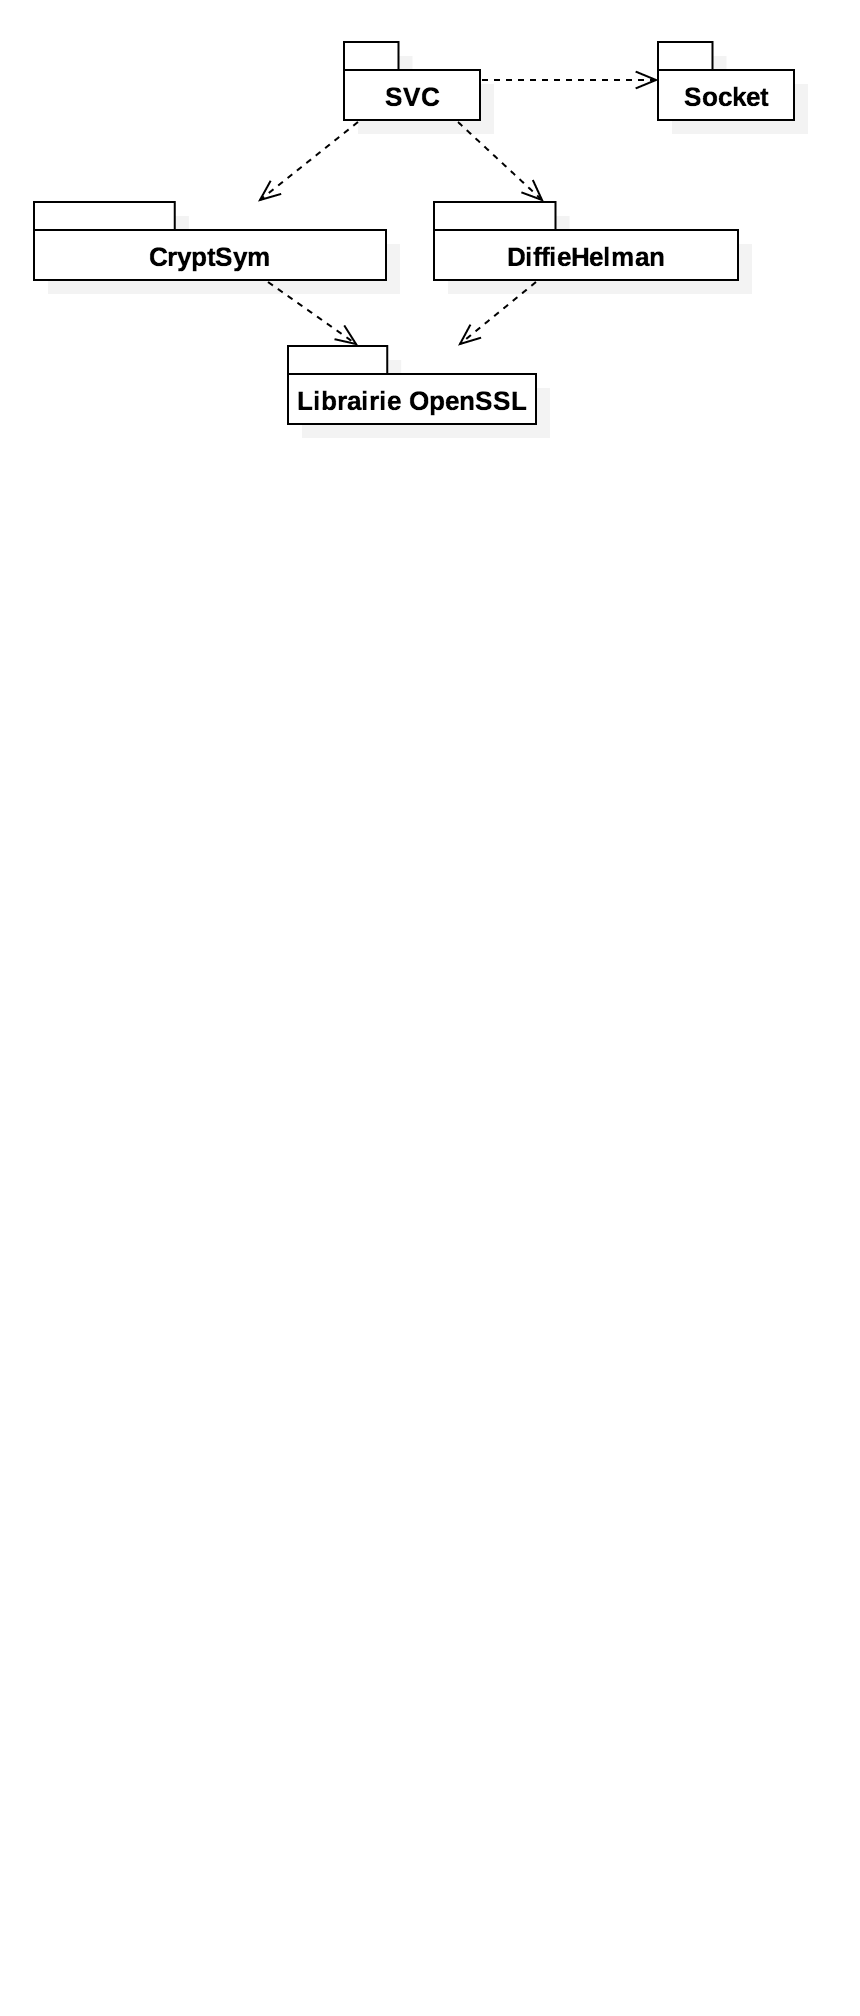 SVC
Socket
CryptSym
DiffieHelman
Librairie OpenSSL